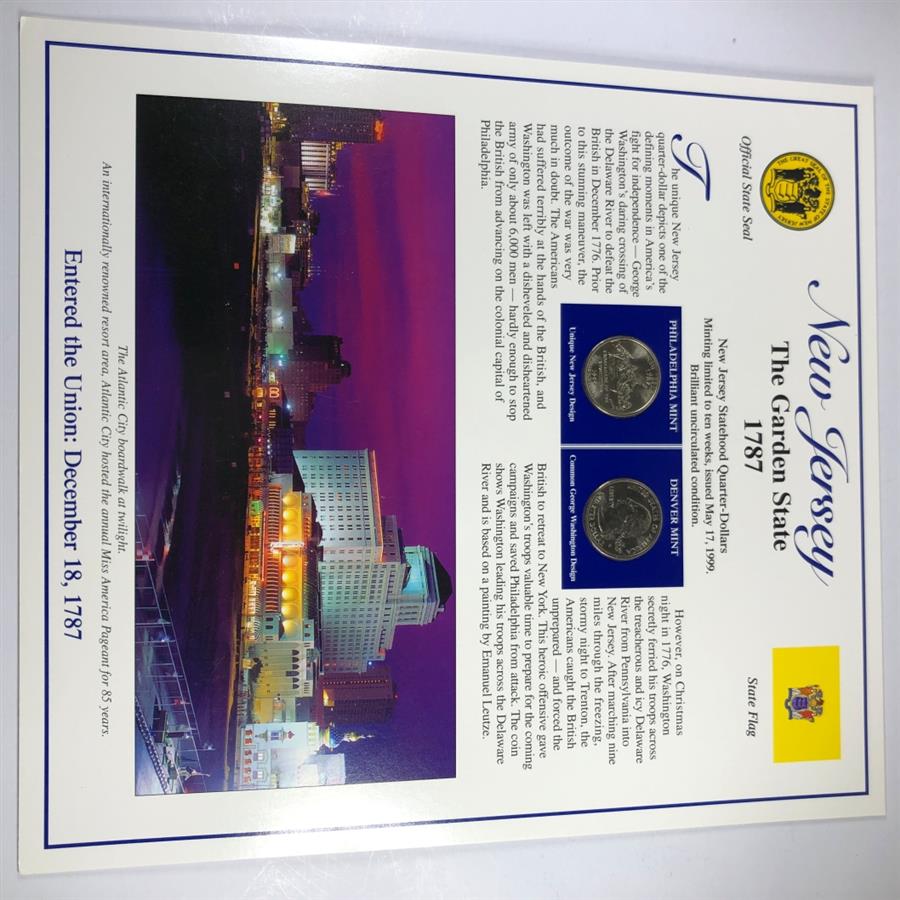 New Jersey
The Garden State
1787
Official State Seal
State Flag
THE GREAT SEAL OF THE STATE OF NEW JERSEY
New Jersey Statehood Quarter-Dollars
Minting limited to ten weeks, issued May 17, 1999.
Brilliant uncirculated condition.
PHILADELPHIA MINT
Unique New Jersey Design
DENVER MINT
Common George Washington Design
The unique New Jersey
quarter-dollar depicts one of the
defining moments in America's
fight for independence — George
Washington's daring crossing of
the Delaware River to defeat the
British in December 1776. Prior
to this stunning maneuver, the
outcome of the war was very
much in doubt. The Americans
had suffered terribly at the hands of the British, and
Washington was left with a disheveled and disheartened
army of only about 6,000 men — hardly enough to stop
the British from advancing on the colonial capital of
Philadelphia.
However, on Christmas
night in 1776, Washington
secretly ferried his troops across
the treacherous and icy Delaware
River from Pennsylvania into
New Jersey. After marching nine
miles through the freezing,
stormy night to Trenton, the
Americans caught the British
unprepared — and forced the
British to retreat to New York. This heroic offensive gave
Washington's troops valuable time to prepare for the coming
campaigns and saved Philadelphia from attack. The coin
shows Washington leading his troops across the Delaware
River and is based on a painting by Emanuel Leutze.
The Atlantic City boardwalk at twilight.
An internationally renowned resort area, Atlantic City hosted the annual Miss America Pageant for 85 years.
Entered the Union: December 18, 1787